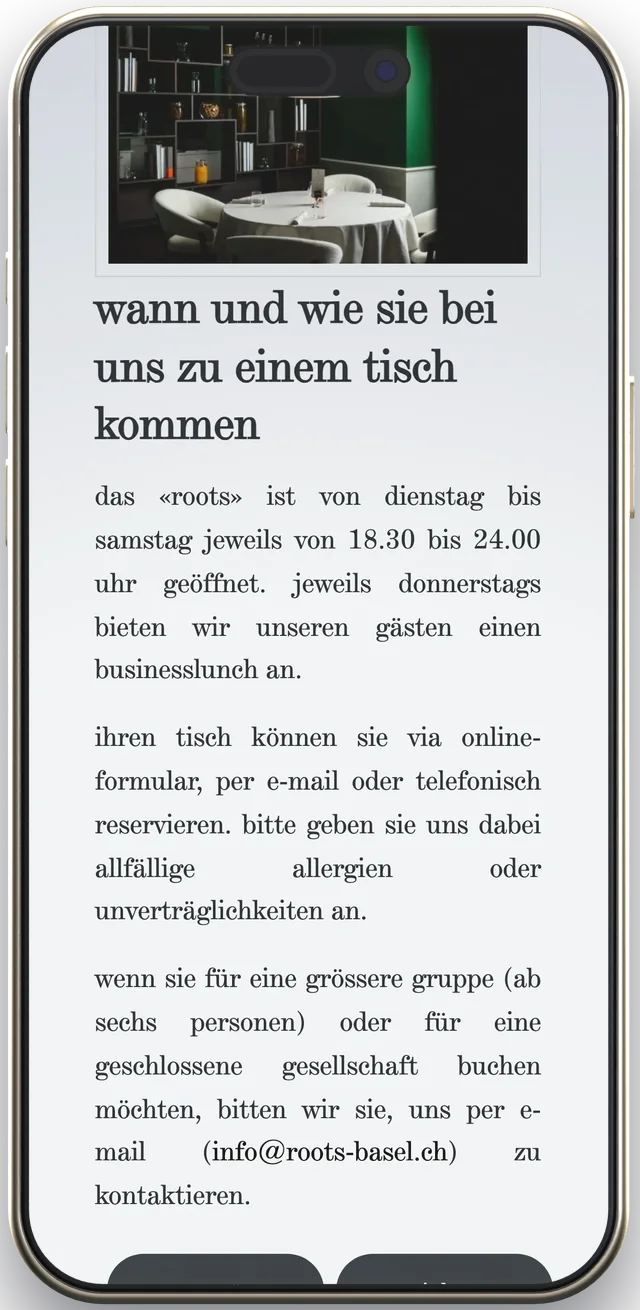 wann und wie sie bei
uns zu einem tisch
kommen
das «roots» ist von dienstag bis
samstag jeweils von 18.30 bis 24.00
uhr geöffnet. jeweils donnerstags
bieten wir unseren gästen einen
businesslunch an.
ihren tisch können sie via online-
formular, per e-mail oder telefonisch
reservieren. bitte geben sie uns dabei
allfällige allergien oder
unverträglichkeiten an.
wenn sie für eine grössere gruppe (ab
sechs personen) oder für eine
geschlossene gesellschaft buchen
möchten, bitten wir sie, uns per e-
mail (info@roots-basel.ch) zu
kontaktieren.